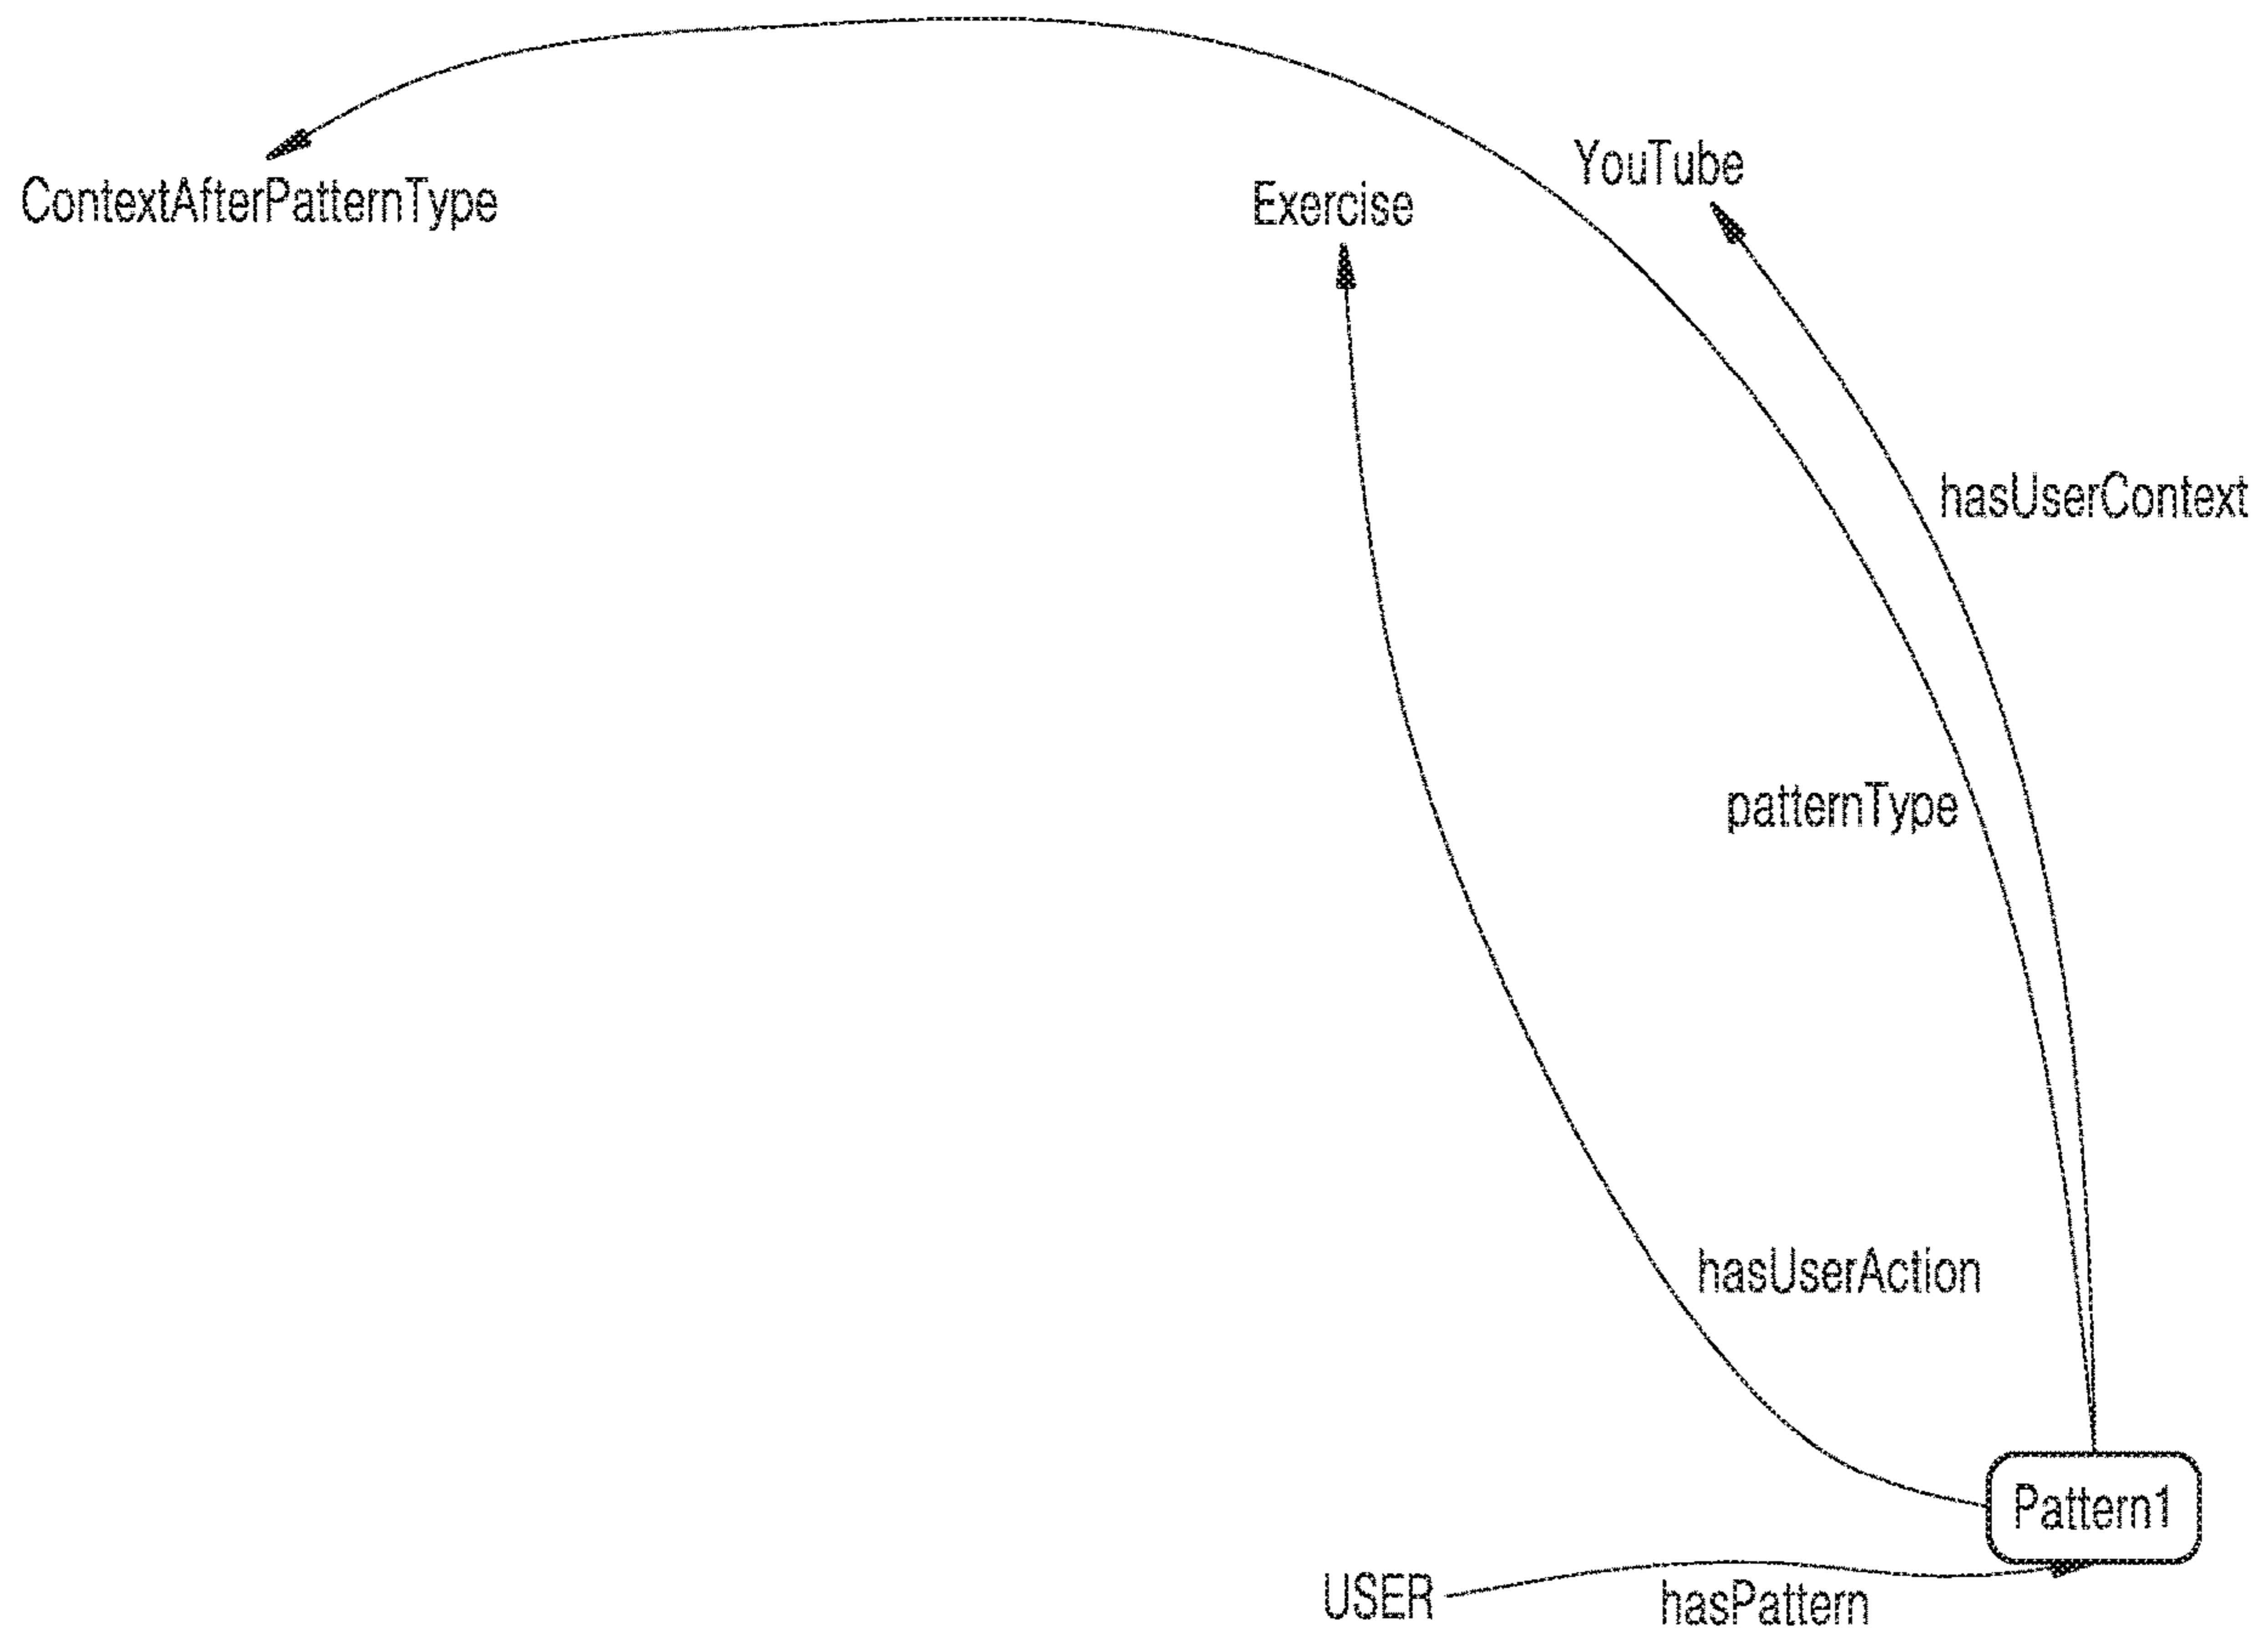 YouTube
ContextAfterPatternType
Exercise
hasUserContext
patternType
hasUserAction
Pattern1
USER
hasPattern